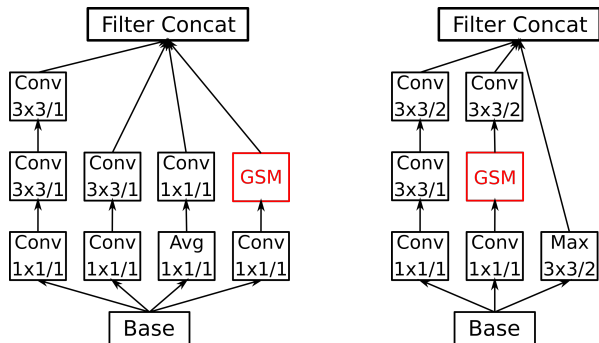 Filter Concat Filter Concat
Conv Conv Conv
3x3/1 3x3/2 3x3/2
Conv Conv Conv GSM Conv GSM
3x3/1 3x3/1 1x1/1 3x3/1
Conv Conv Avg Conv Conv Conv Max
1x1/1 1x1/1 1x1/1 1x1/1 1x1/1 1x1/1 3x3/2
Base Base